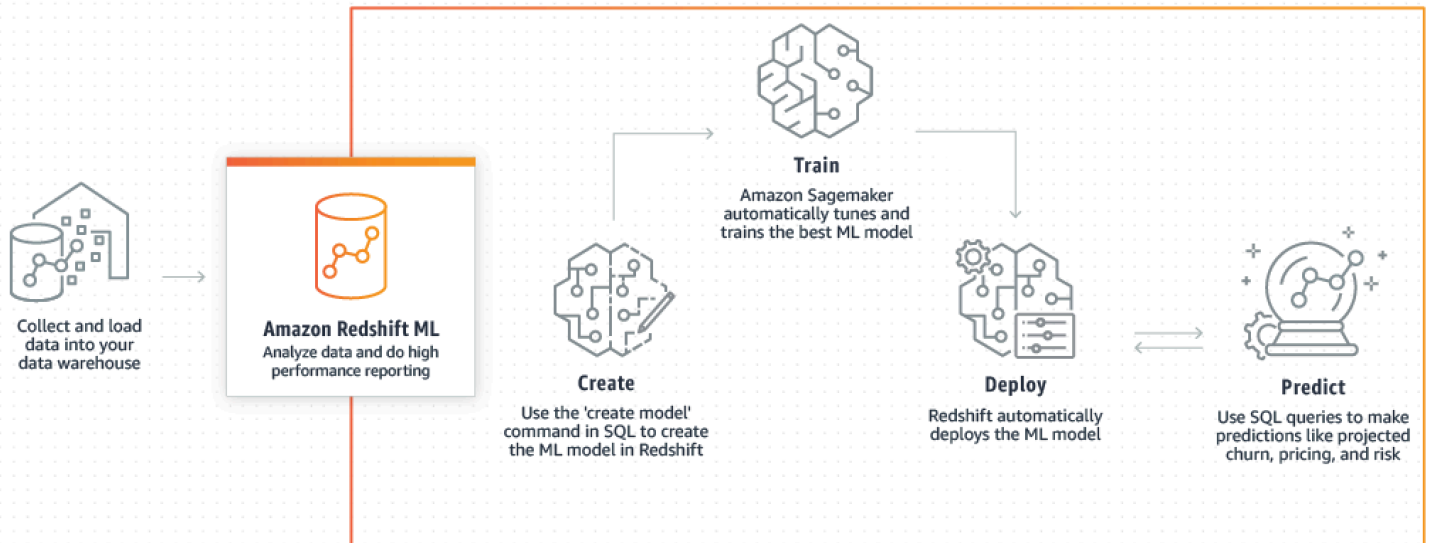 Collect and load
data into your
data warehouse
Amazon Redshift ML
Analyze data and do high
performance reporting
Create
Use the 'create model'
command in SQL to create
the ML model in Redshift
Train
Amazon Sagemaker
automatically tunes and
trains the best ML model
Deploy
Redshift automatically
deploys the ML model
Predict
Use SQL queries to make
predictions like projected
churn, pricing, and risk